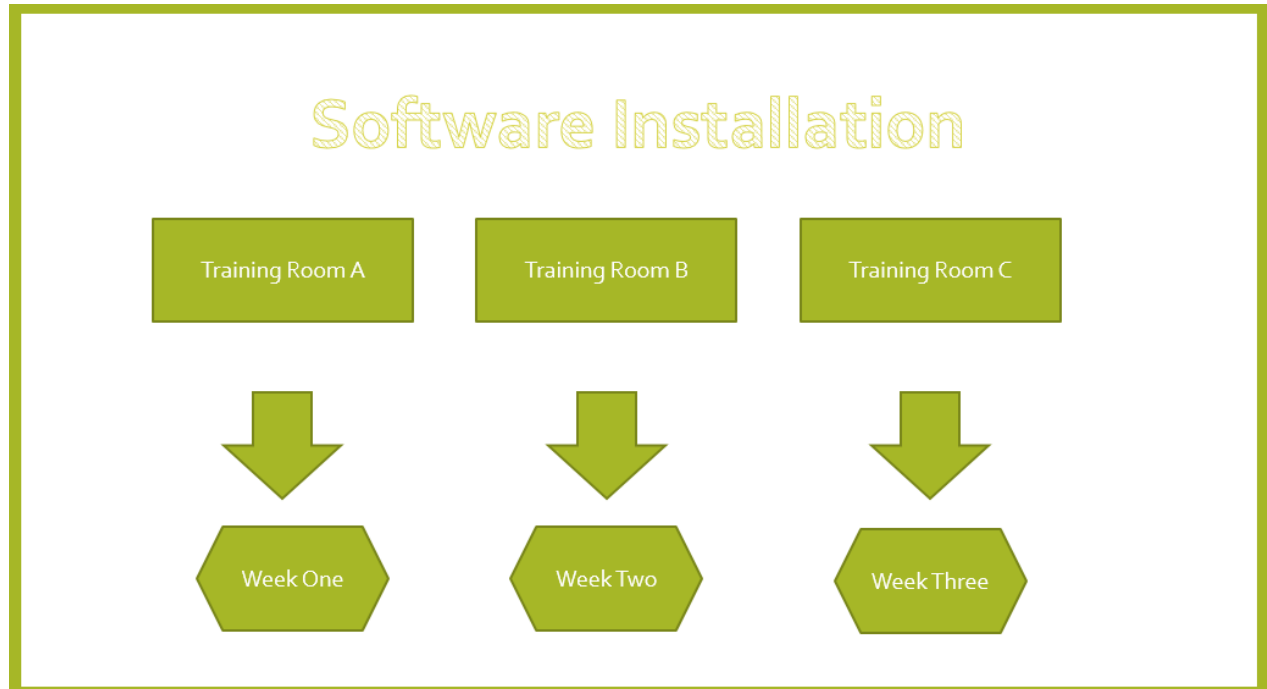 Software Installation
Training Room A
Training Room B
Training Room C
Week One
Week Two
Week Three